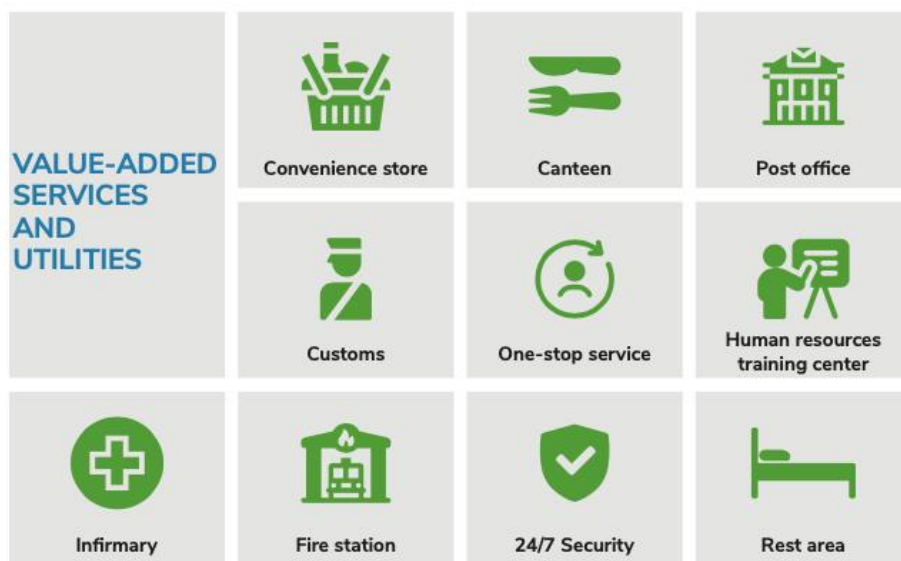 VALUE-ADDED
SERVICES
AND
UTILITIES
Convenience store
Canteen
Post office
Customs
One-stop service
Human resources
training center
Infirmary
Fire station
24/7 Security
Rest area